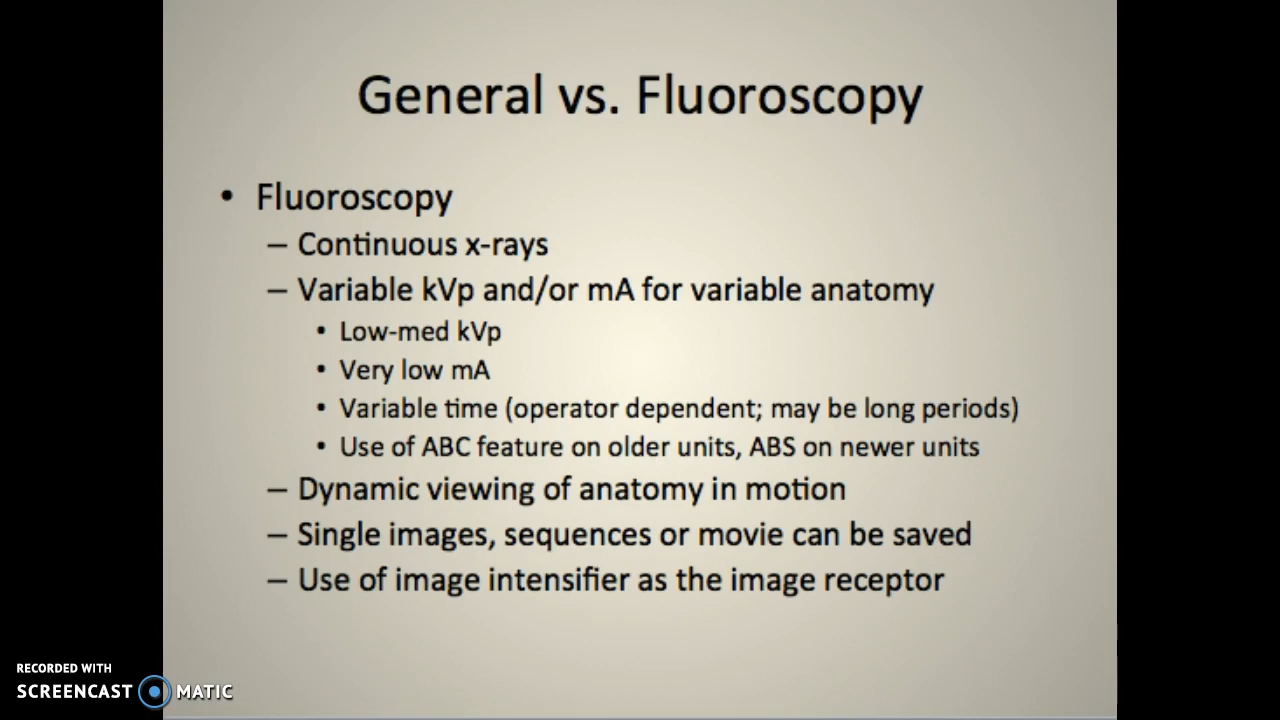 General vs. Fluoroscopy
• Fluoroscopy
– Continuous x-rays
– Variable kVp and/or mA for variable anatomy
• Low-med kVp
• Very low mA
• Variable time (operator dependent; may be long periods)
• Use of ABC feature on older units, ABS on newer units
– Dynamic viewing of anatomy in motion
– Single images, sequences or movie can be saved
– Use of image intensifier as the image receptor
RECORDED WITH
SCREENCAST MATIC